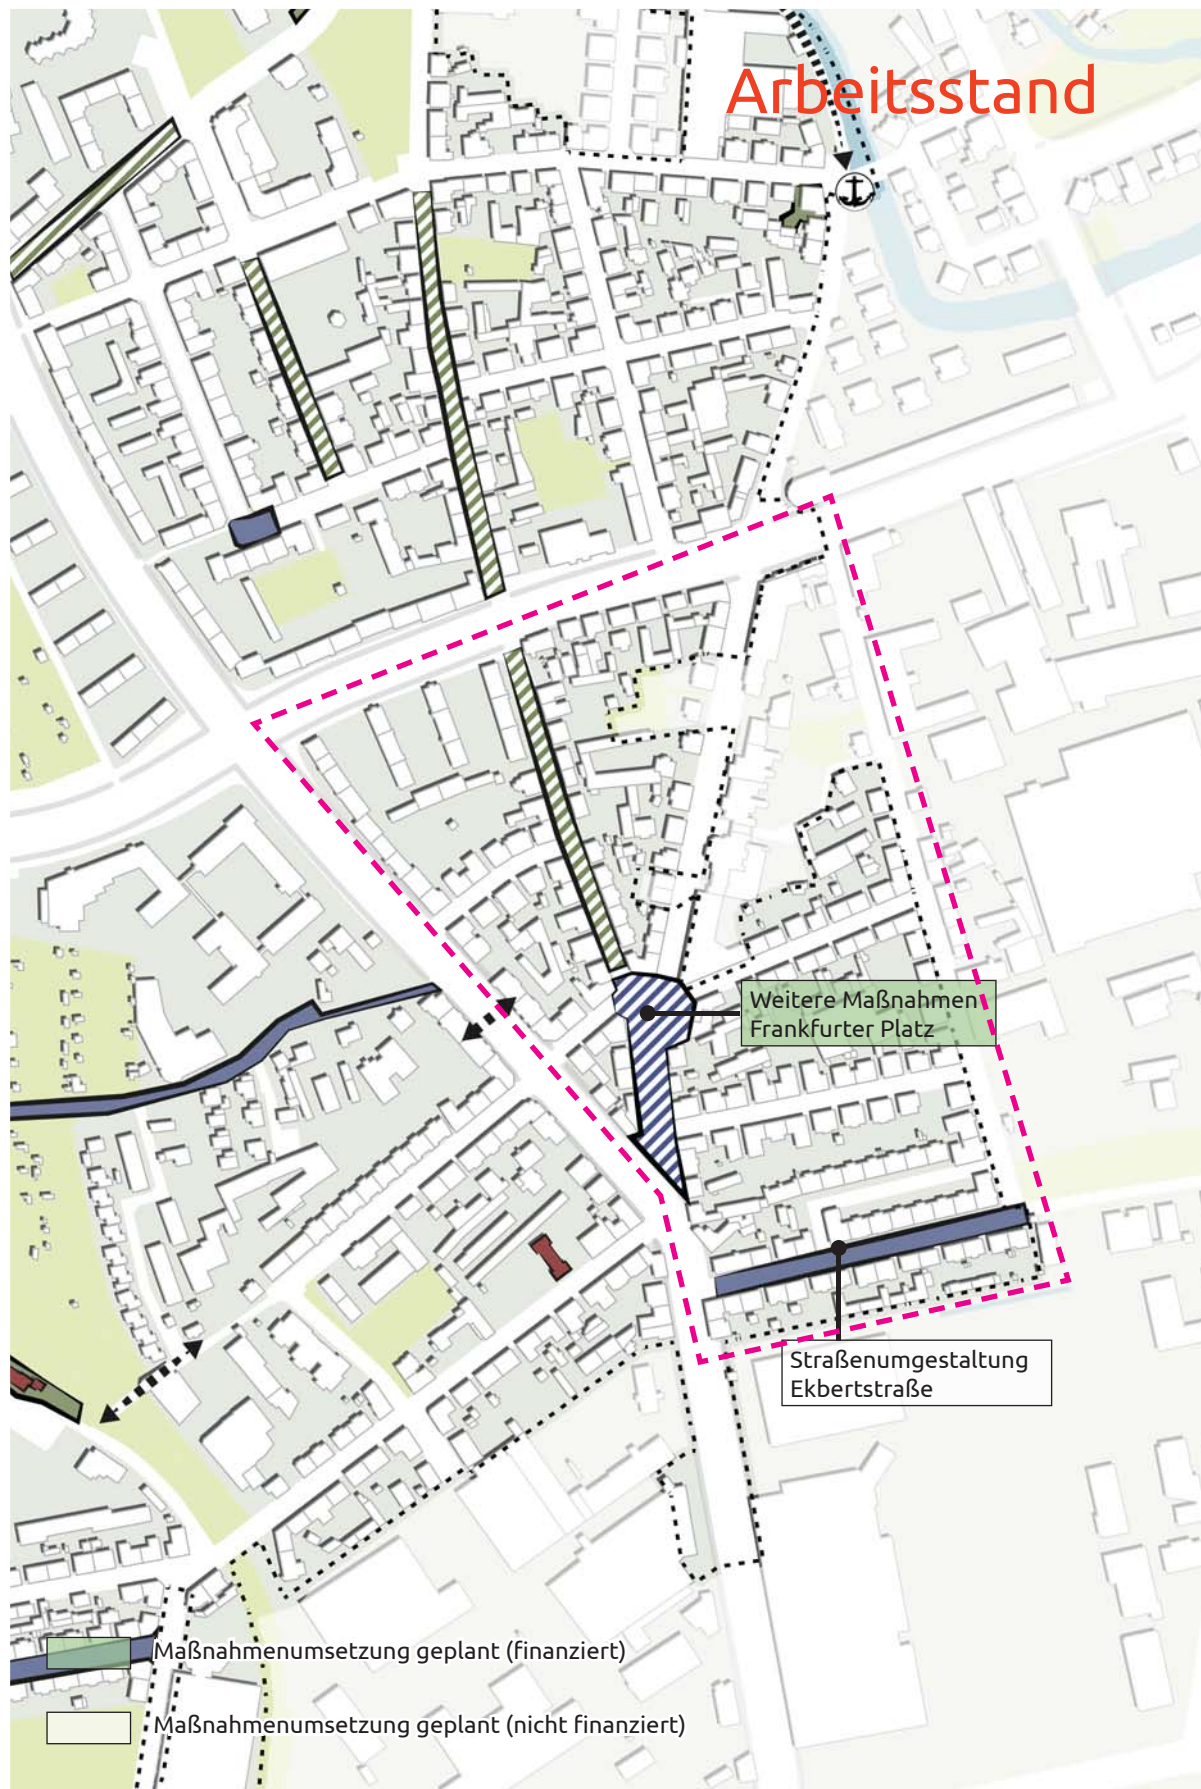 Arbeitsstand
Weitere Maßnahmen
Frankfurter Platz
Straßenumgestaltung
Ekbertstraße
Maßnahmenumsetzung geplant (finanziert)
Maßnahmenumsetzung geplant (nicht finanziert)